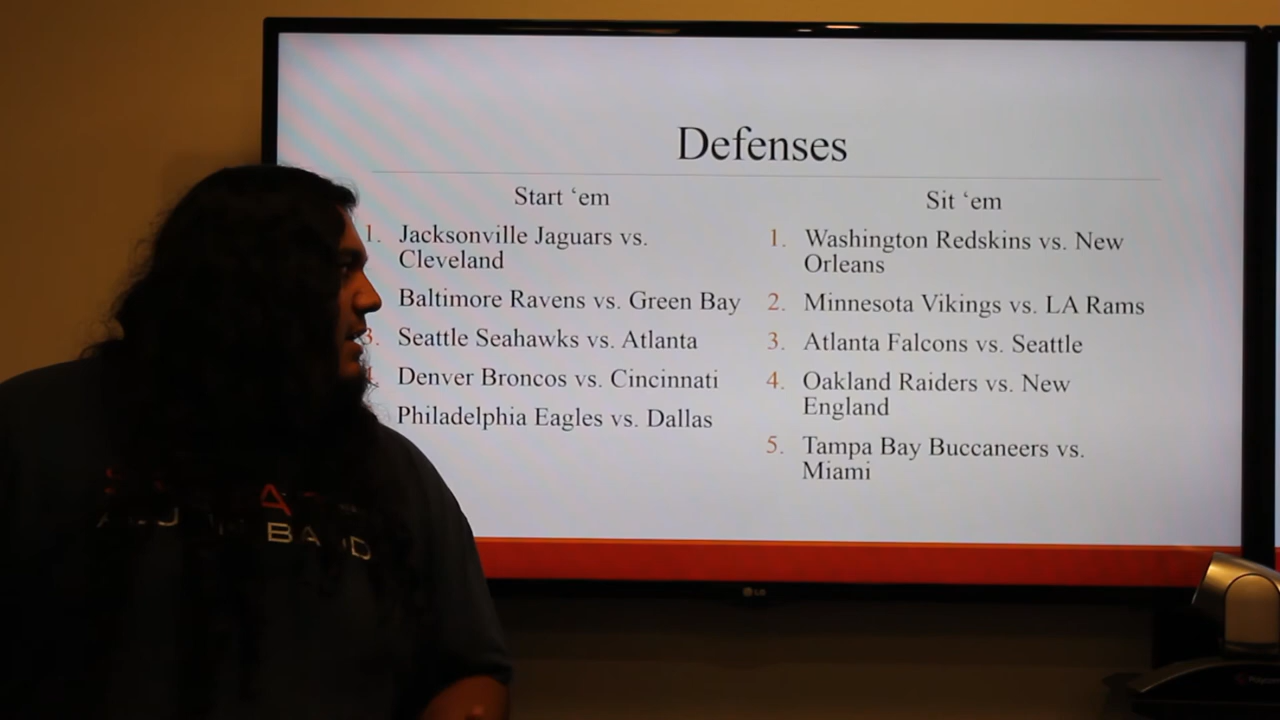 Defenses
Start ‘em
1. Jacksonville Jaguars vs.
Cleveland
Baltimore Ravens vs. Green Bay
3. Seattle Seahawks vs. Atlanta
Denver Broncos vs. Cincinnati
Philadelphia Eagles vs. Dallas
Sit ‘em
1. Washington Redskins vs. New
Orleans
2. Minnesota Vikings vs. LA Rams
3. Atlanta Falcons vs. Seattle
4. Oakland Raiders vs. New
England
5. Tampa Bay Buccaneers vs.
Miami
LG